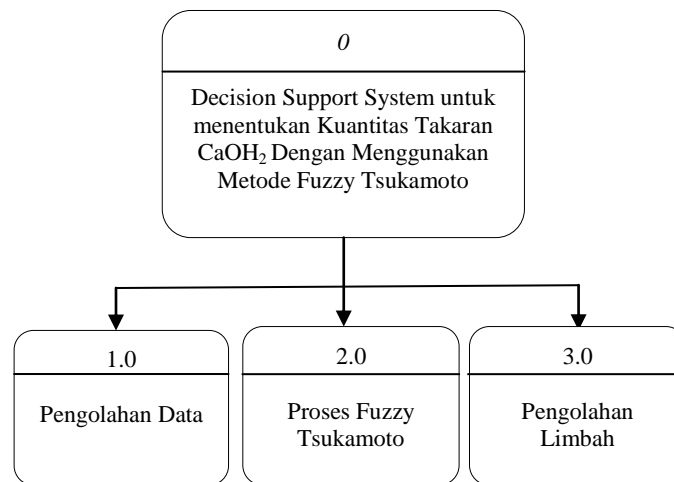 0
Decision Support System untuk
menentukan Kuantitas Takaran
CaOH₂ Dengan Menggunakan
Metode Fuzzy Tsukamoto
1.0
Pengolahan Data
2.0
Proses Fuzzy
Tsukamoto
3.0
Pengolahan
Limbah